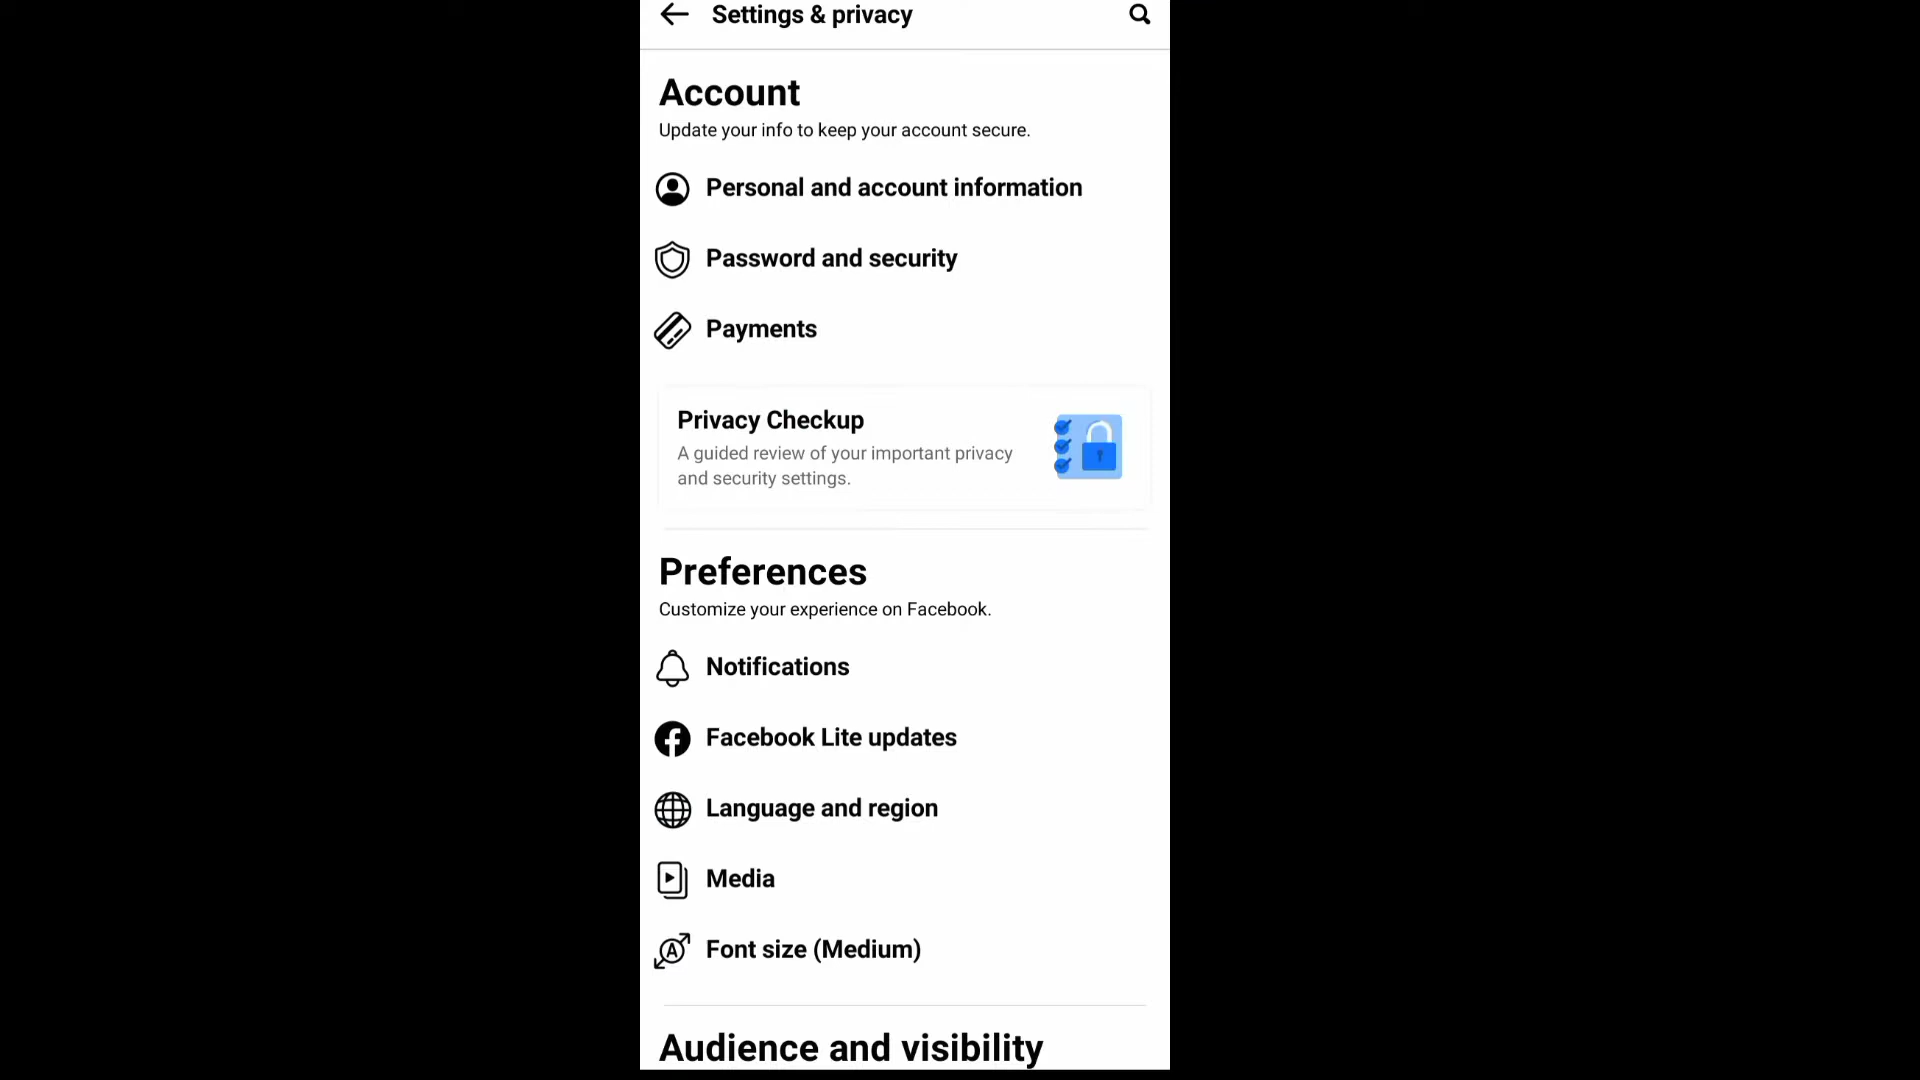 Settings & privacy
Account
Update your info to keep your account secure.
Personal and account information
Password and security
Payments
Privacy Checkup
A guided review of your important privacy
and security settings.
Preferences
Customize your experience on Facebook.
Notifications
Facebook Lite updates
Language and region
Media
Font size (Medium)
Audience and visibility